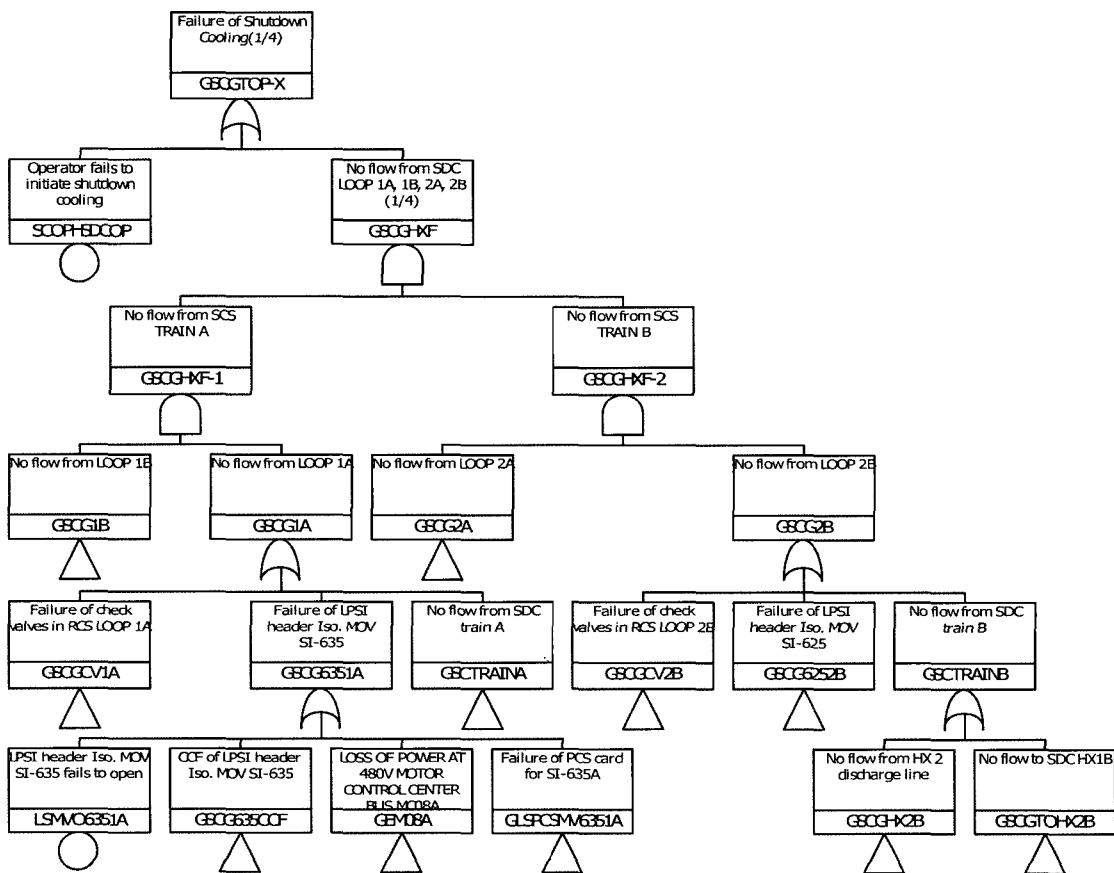 Failure of Shutdown
Cooling(1/4)
GSCGTOP-X
Operator fails to
initiate shutdown
cooling
SCOPHSDCOP
No flow from SDC
LOOP 1A, 1B, 2A, 2B
(1/4)
GSCGHXF
No flow from SCS
TRAIN A
GSCGHXF-1
No flow from SCS
TRAIN B
GSCGHXF-2
No flow from LOOP 1B
GSCG1B
No flow from LOOP 1A
GSCG1A
No flow from LOOP 2A
GSCG2A
No flow from LOOP 2B
GSCG2B
Failure of check
valves in RCS LOOP 1A
GSCGCV1A
Failure of LPSI
header Iso. MOV
SI-635
GSCG6351A
No flow from SDC
train A
GSCTRAINA
Failure of check
valves in RCS LOOP 2B
GSCGCV2B
Failure of LPSI
header Iso. MOV
SI-625
GSCG6252B
No flow from SDC
train B
GSCTRAINB
LPSI header Iso. MOV
SI-635 fails to open
LSMVO6351A
CCF of LPSI header
Iso. MOV SI-635
GSCG635CCF
LOSS OF POWER AT
480V MOTOR
CONTROL CENTER
BUS MC08A
GEM08A
Failure of PCS card
for SI-635A
GLSPCSMV6351A
No flow from HX 2
discharge line
GSCGHX2B
No flow to SDC HX1B
GSCGTOHX2B